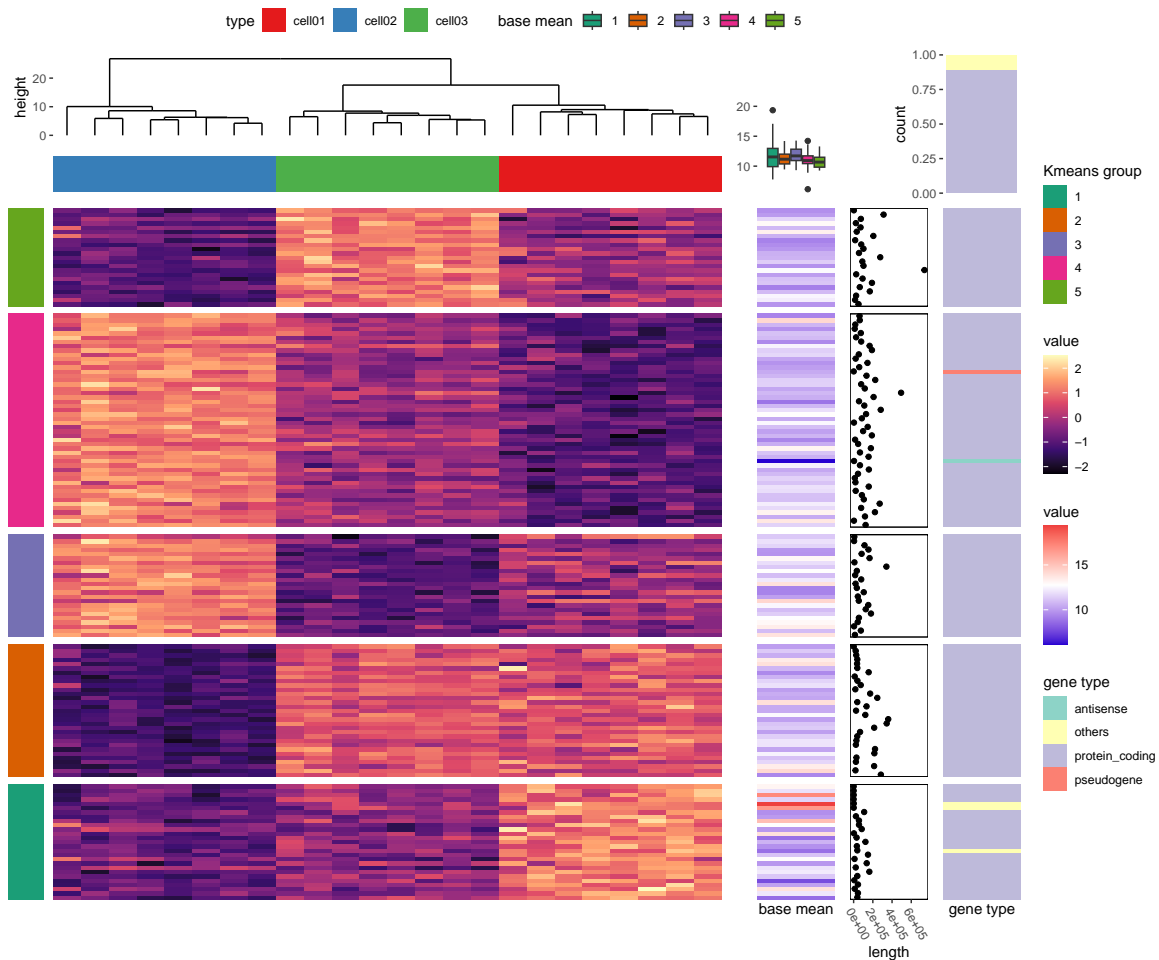 type cell01 cell02 cell03 base mean 1 2 3 4 5
height
20
10
0
20
15
10
count
1.00
0.75
0.50
0.25
0.00
Kmeans group
1
2
3
4
5
value
2
1
0
−1
−2
value
15
10
gene type
antisense
others
protein_coding
pseudogene
base mean
0e+00
2e+05
4e+05
6e+05
length
gene type